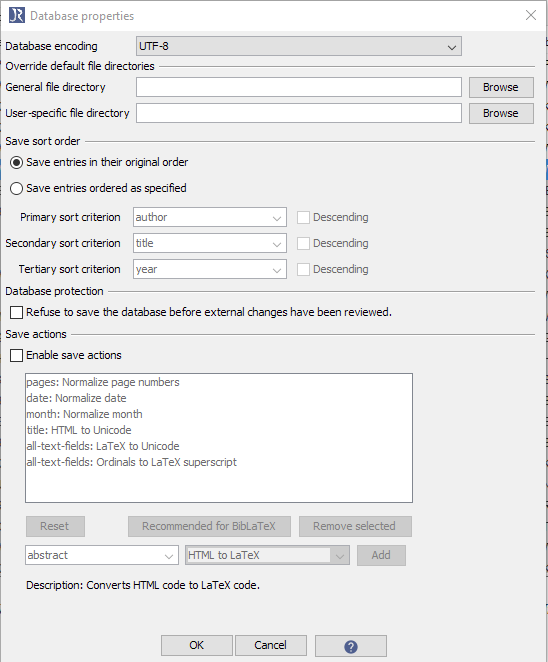 JR Database properties
Database encoding UTF-8
Override default file directories
General file directory Browse
User-specific file directory Browse
Save sort order
Save entries in their original order
Save entries ordered as specified
Primary sort criterion author Descending
Secondary sort criterion title Descending
Tertiary sort criterion year Descending
Database protection
Refuse to save the database before external changes have been reviewed.
Save actions
Enable save actions
pages: Normalize page numbers
date: Normalize date
month: Normalize month
title: HTML to Unicode
all-text-fields: LaTeX to Unicode
all-text-fields: Ordinals to LaTeX superscript
Reset Recommended for BibLaTeX Remove selected
abstract HTML to LaTeX Add
Description: Converts HTML code to LaTeX code.
OK Cancel ?